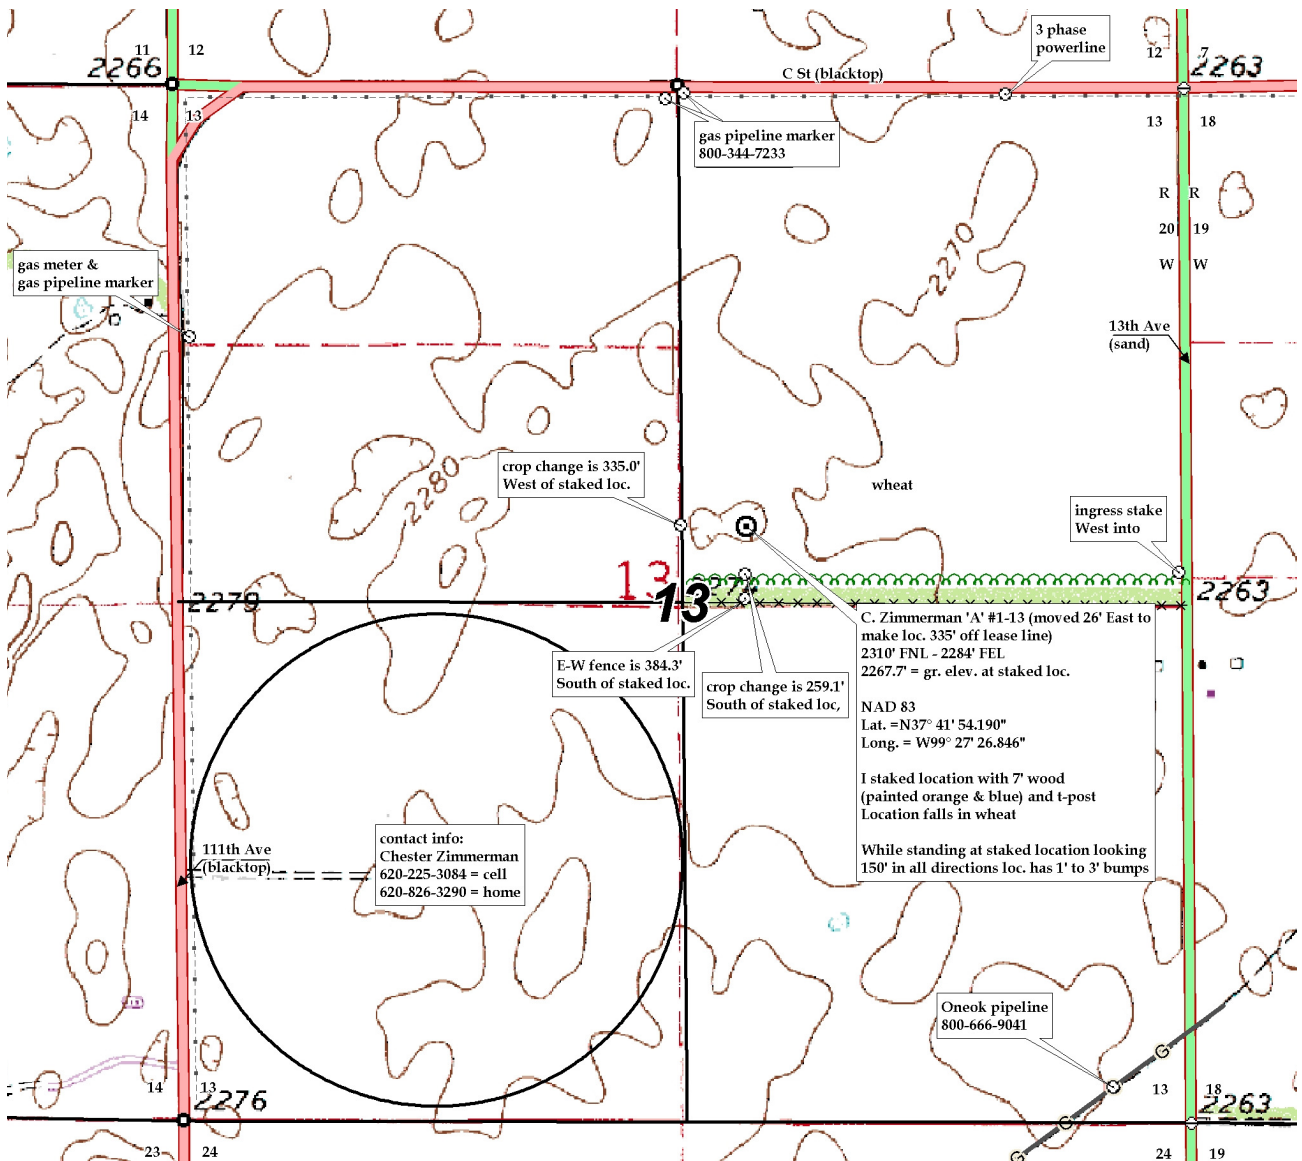 11
12
2266
14
13
C St (blacktop)
3 phase
powerline
12
7
2263
13
18
gas pipeline marker
800-344-7233
R
R
20
19
W
W
2270
gas meter &
gas pipeline marker
13th Ave
(sand)
crop change is 335.0'
West of staked loc.
2280
wheat
ingress stake
West into
13
13
2279
2263
E-W fence is 384.3'
South of staked loc.
crop change is 259.1'
South of staked loc,
C. Zimmerman 'A' #1-13 (moved 26' East to
make loc. 335' off lease line)
2310' FNL - 2284' FEL
2267.7' = gr. elev. at staked loc.
NAD 83
Lat. =N37° 41' 54.190"
Long. = W99° 27' 26.846"
I staked location with 7' wood
(painted orange & blue) and t-post
Location falls in wheat
While standing at staked location looking
150' in all directions loc. has 1' to 3' bumps
111th Ave
(blacktop)
contact info:
Chester Zimmerman
620-225-3084 = cell
620-826-3290 = home
Oneok pipeline
800-666-9041
G
G
G
14
13
2276
13
18
2263
23
24
24
19